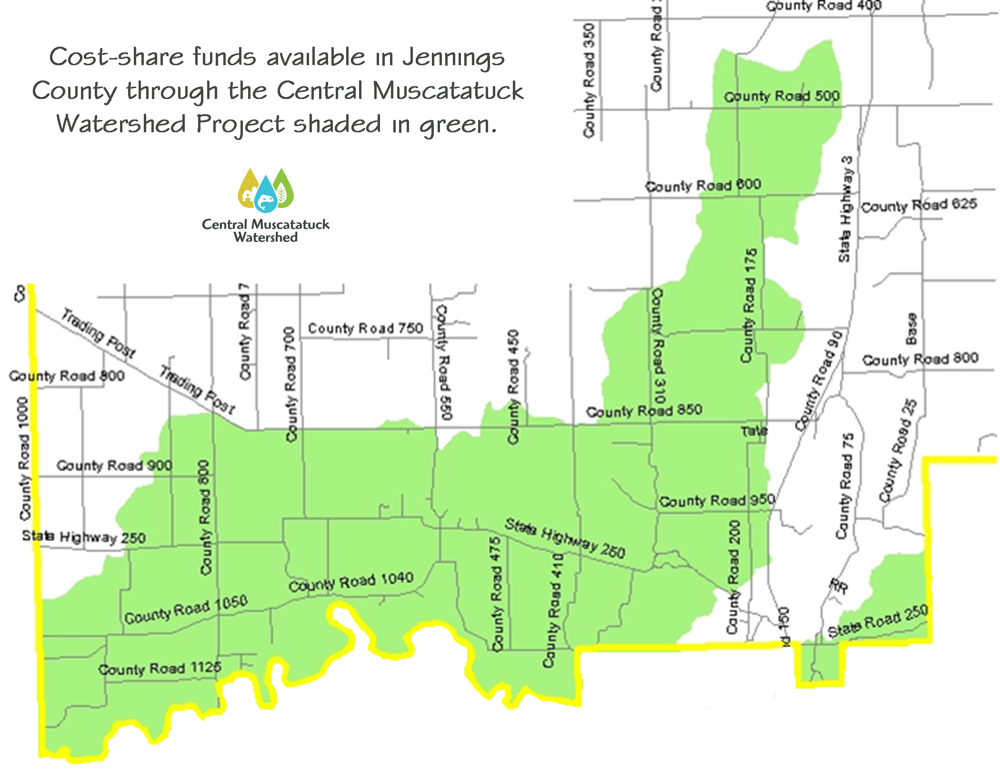 Cost-share funds available in Jennings
County through the Central Muscatatuck
Watershed Project shaded in green.
Central Muscatatuck
Watershed
County Road 400
County Road 350
County Road
County Road 500
County Road 600
State Highway 3
County Road 625
County Road 175
Co
Trading Post
Trading Post
County Road 7
County Road 700
County Road 750
County Road 550
County Road 450
County Road 310
County Road 90
Base
County Road 800
County Road 800
County Road 1000
County Road 850
Tate
County Road 25
County Road 75
County Road 900
County Road 800
County Road 950
State Highway 250
State Highway 250
County Road 475
County Road 410
County Road 200
County Road 1040
County Road 1050
RR
State Road 250
d 150
County Road 1125